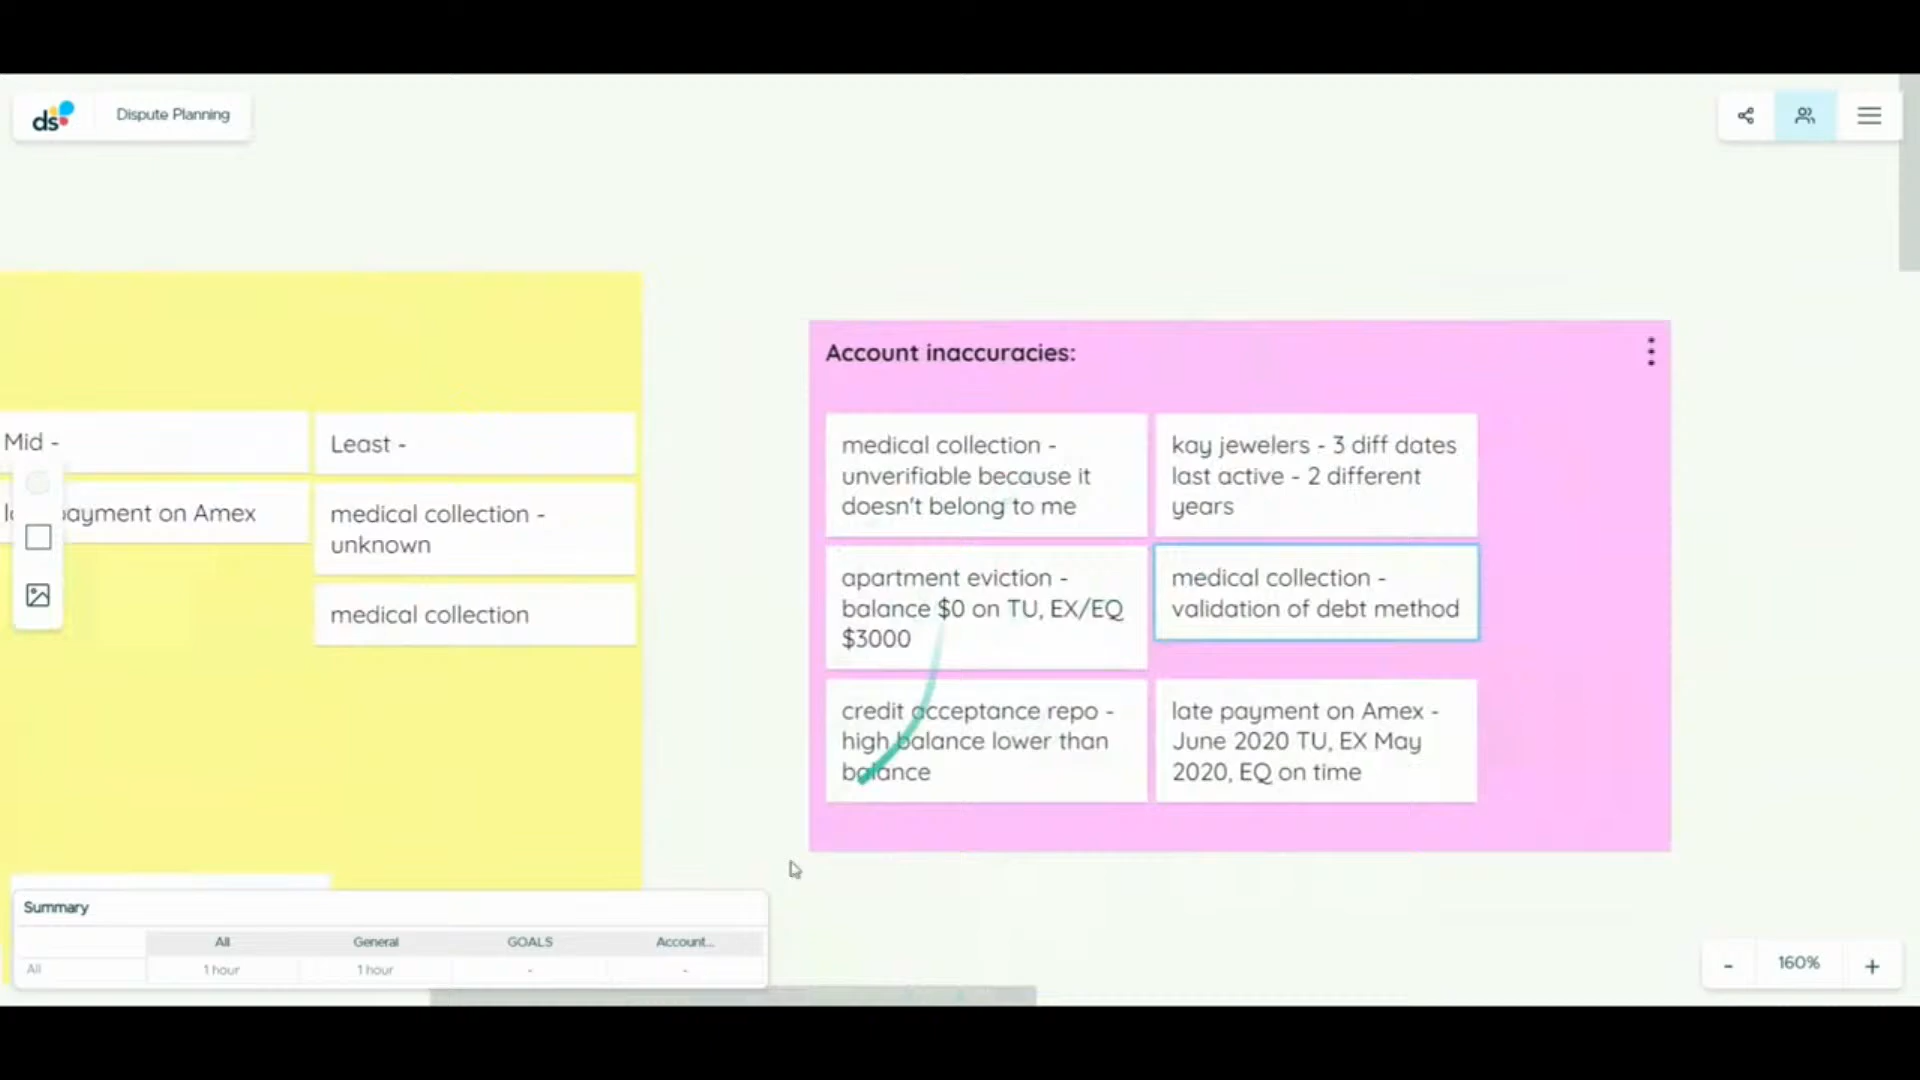 ds
Dispute Planning
Mid -
payment on Amex
Least -
medical collection -
unknown
medical collection
Account inaccuracies:
medical collection -
unverifiable because it
doesn't belong to me
kay jewelers - 3 diff dates
last active - 2 different
years
apartment eviction -
balance $0 on TU, EX/EQ
$3000
medical collection -
validation of debt method
credit acceptance repo -
high balance lower than
balance
late payment on Amex -
June 2020 TU, EX May
2020, EQ on time
Summary
All General GOALS Account...
All 1 hour 1 hour - -
- 160% +